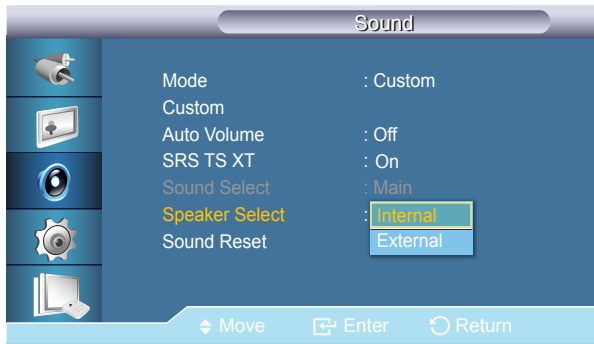 Sound
Mode : Custom
Custom
Auto Volume : Off
SRS TS XT : On
Sound Select : Main
Speaker Select : Internal
External
Sound Reset
Move Enter Return